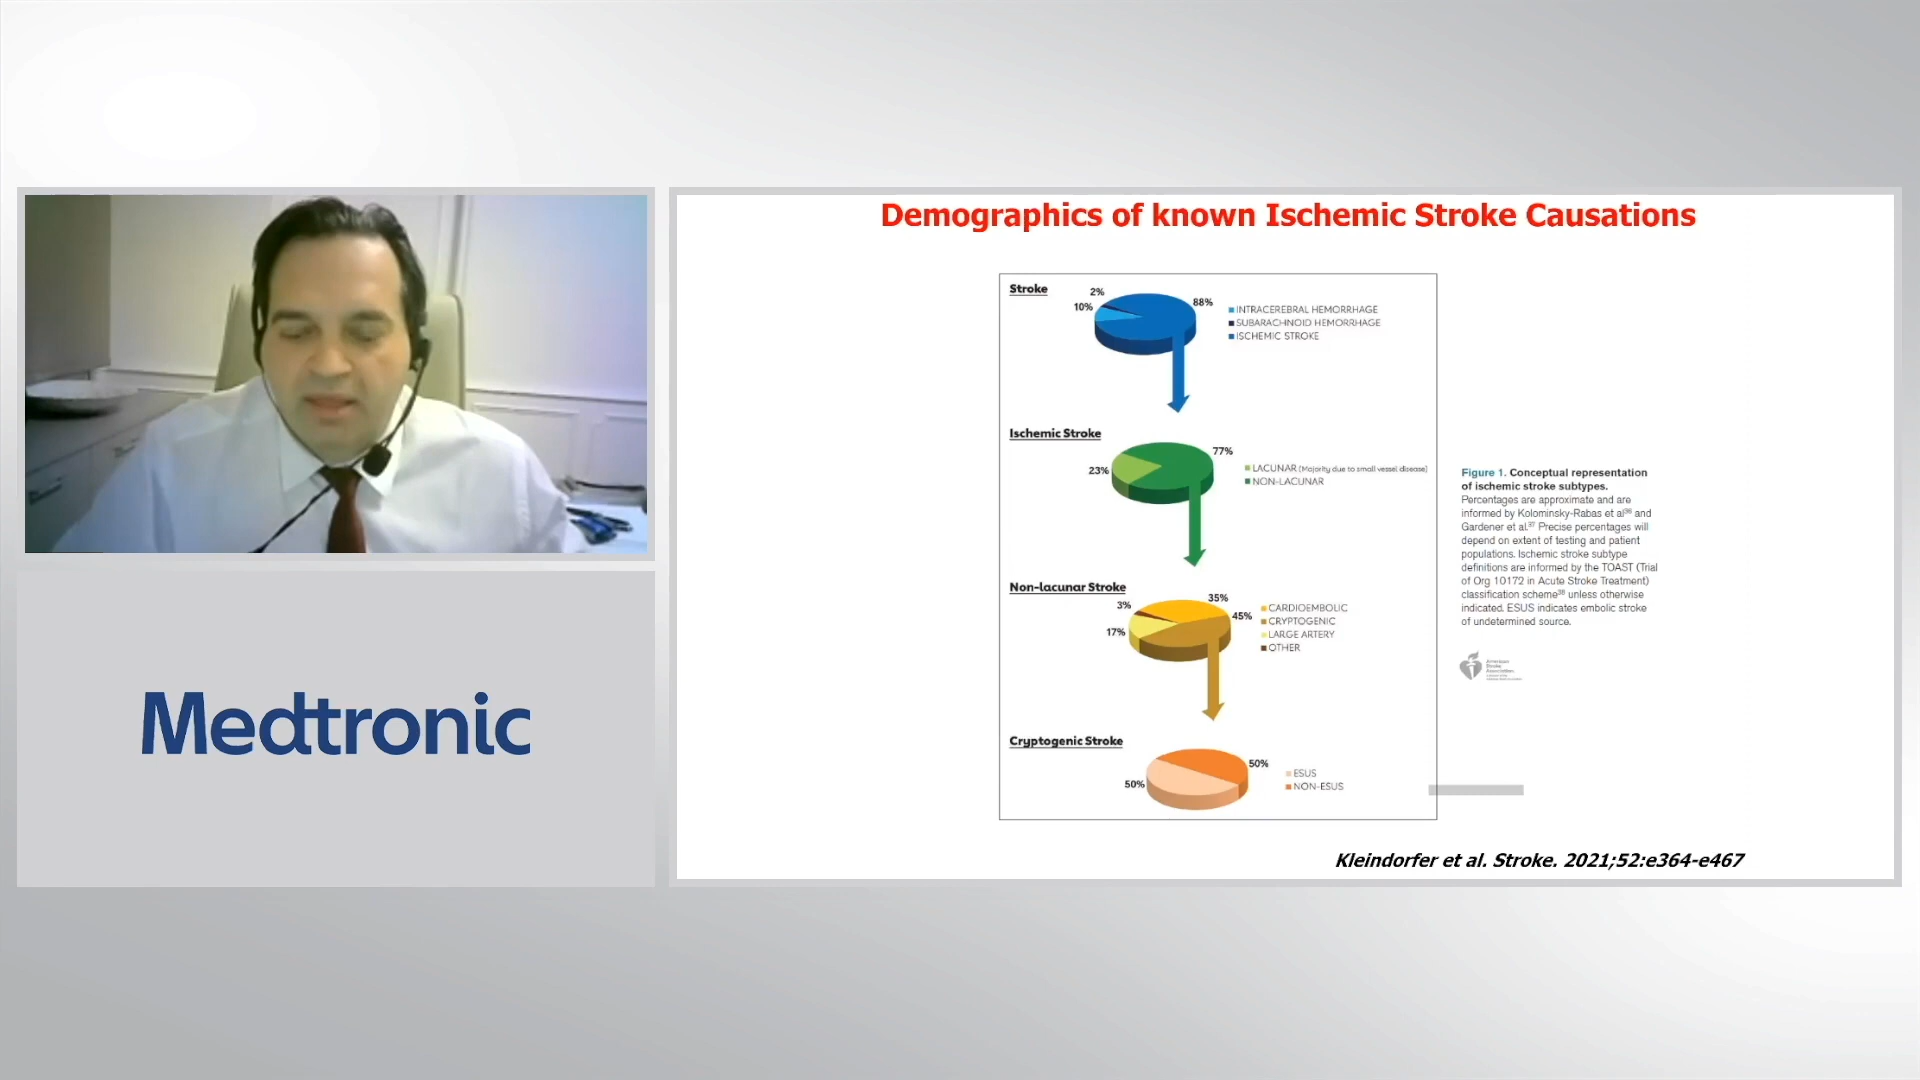 Demographics of known Ischemic Stroke Causations
Stroke
2%
10%
88%
INTRACEREBRAL HEMORRHAGE
SUBARACHNOID HEMORRHAGE
ISCHEMIC STROKE
Ischemic Stroke
77%
23%
LACUNAR (Majority due to small vessel disease)
NON-LACUNAR
Non-lacunar Stroke
3%
35%
45%
17%
CARDIOEMBOLIC
CRYPTOGENIC
LARGE ARTERY
OTHER
Cryptogenic Stroke
50%
50%
ESUS
NON-ESUS
Figure 1. Conceptual representation
of ischemic stroke subtypes.
Percentages are approximate and are
informed by Kolominsky-Rabas et al36 and
Gardener et al.37 Precise percentages will
depend on extent of testing and patient
populations. Ischemic stroke subtype
definitions are informed by the TOAST (Trial
of Org 10172 in Acute Stroke Treatment)
classification scheme38 unless otherwise
indicated. ESUS indicates embolic stroke
of undetermined source.
American
Stroke
Association
Kleindorfer et al. Stroke. 2021;52:e364-e467
Medtronic